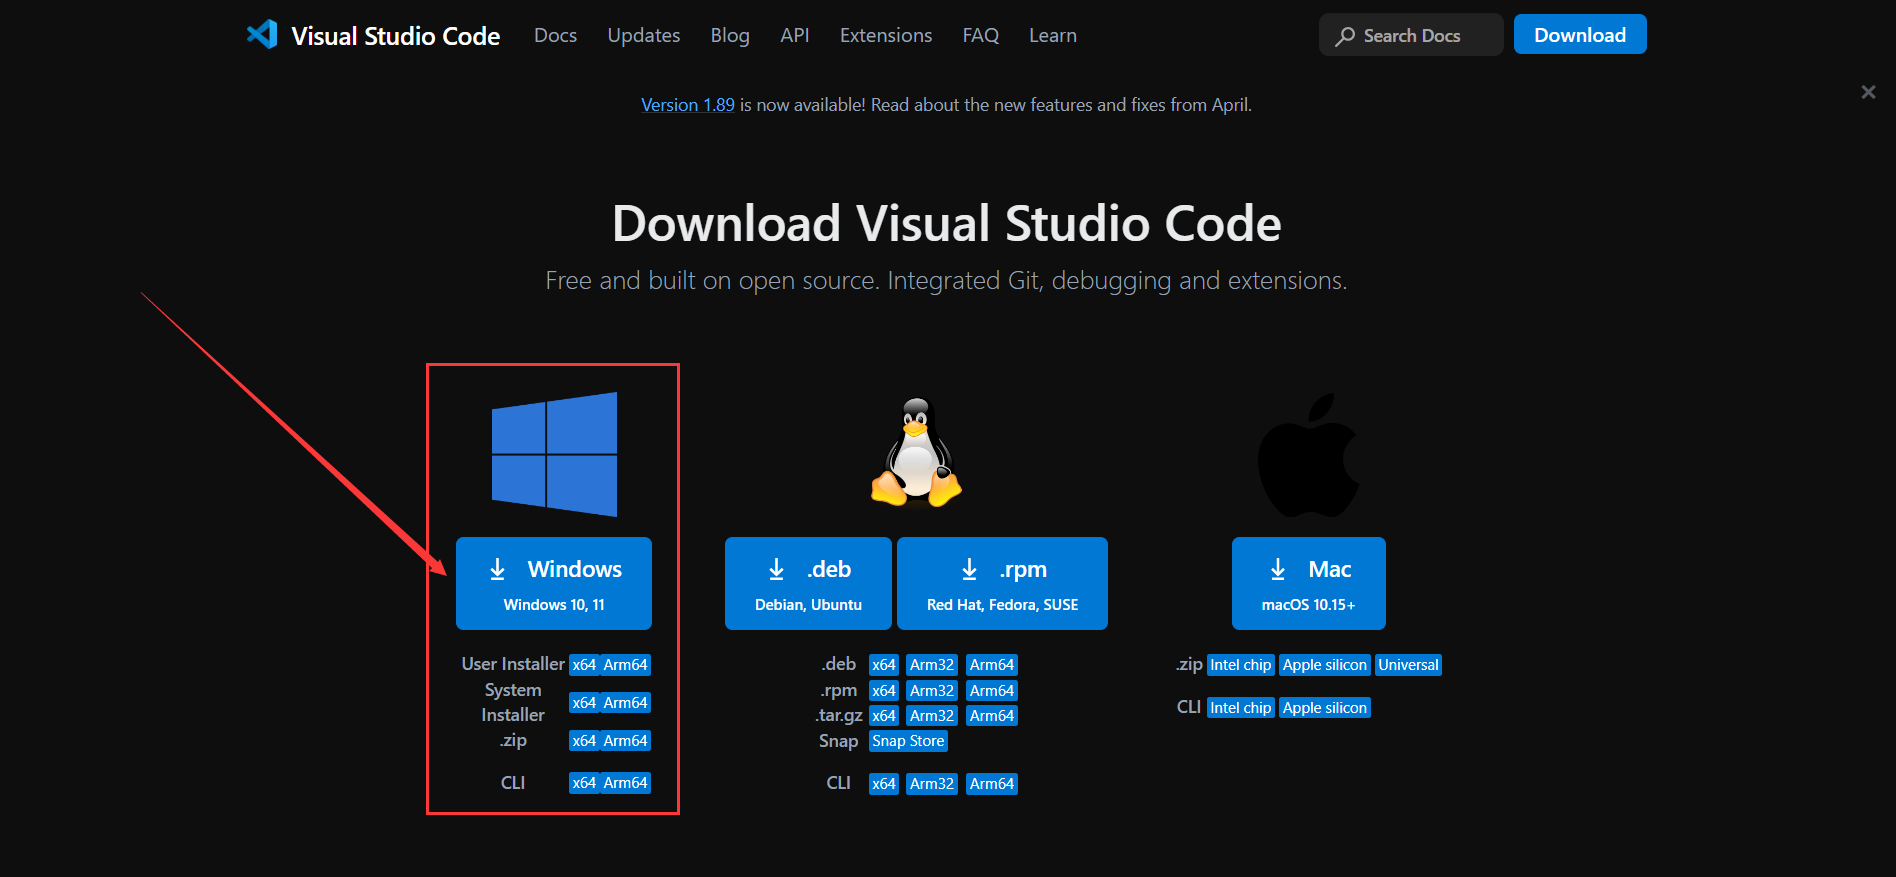 Visual Studio Code Docs Updates Blog API Extensions FAQ Learn Search Docs Download
Version 1.89 is now available! Read about the new features and fixes from April.
Download Visual Studio Code
Free and built on open source. Integrated Git, debugging and extensions.
Windows
Windows 10, 11
User Installer x64 Arm64
System
Installer x64 Arm64
.zip x64 Arm64
CLI x64 Arm64
.deb
Debian, Ubuntu
.rpm
Red Hat, Fedora, SUSE
.deb x64 Arm32 Arm64
.rpm x64 Arm32 Arm64
.tar.gz x64 Arm32 Arm64
Snap Snap Store
CLI x64 Arm32 Arm64
Mac
macOS 10.15+
.zip Intel chip Apple silicon Universal
CLI Intel chip Apple silicon